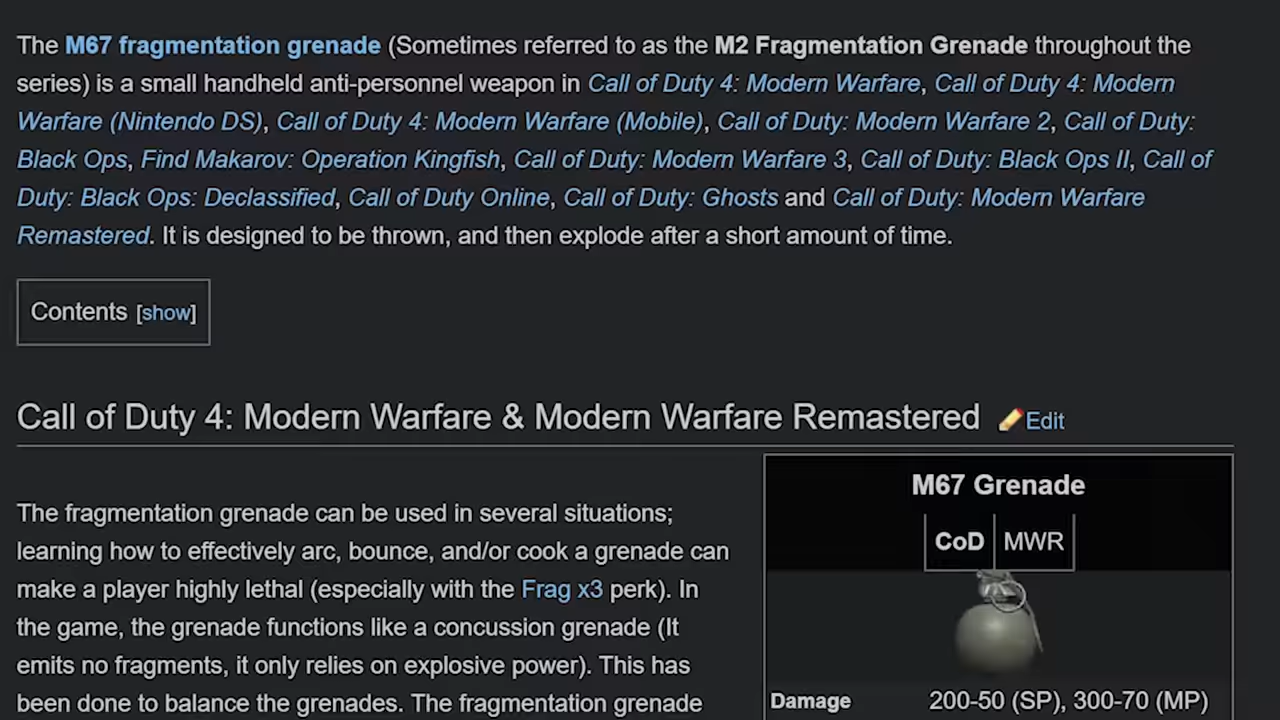 The M67 fragmentation grenade (Sometimes referred to as the M2 Fragmentation Grenade throughout the
series) is a small handheld anti-personnel weapon in Call of Duty 4: Modern Warfare, Call of Duty 4: Modern
Warfare (Nintendo DS), Call of Duty 4: Modern Warfare (Mobile), Call of Duty: Modern Warfare 2, Call of Duty:
Black Ops, Find Makarov: Operation Kingfish, Call of Duty: Modern Warfare 3, Call of Duty: Black Ops II, Call of
Duty: Black Ops: Declassified, Call of Duty Online, Call of Duty: Ghosts and Call of Duty: Modern Warfare
Remastered. It is designed to be thrown, and then explode after a short amount of time.
Contents [show]
Call of Duty 4: Modern Warfare & Modern Warfare Remastered Edit
The fragmentation grenade can be used in several situations;
learning how to effectively arc, bounce, and/or cook a grenade can
make a player highly lethal (especially with the Frag x3 perk). In
the game, the grenade functions like a concussion grenade (It
emits no fragments, it only relies on explosive power). This has
been done to balance the grenades. The fragmentation grenade
M67 Grenade
CoD MWR
Damage 200-50 (SP), 300-70 (MP)